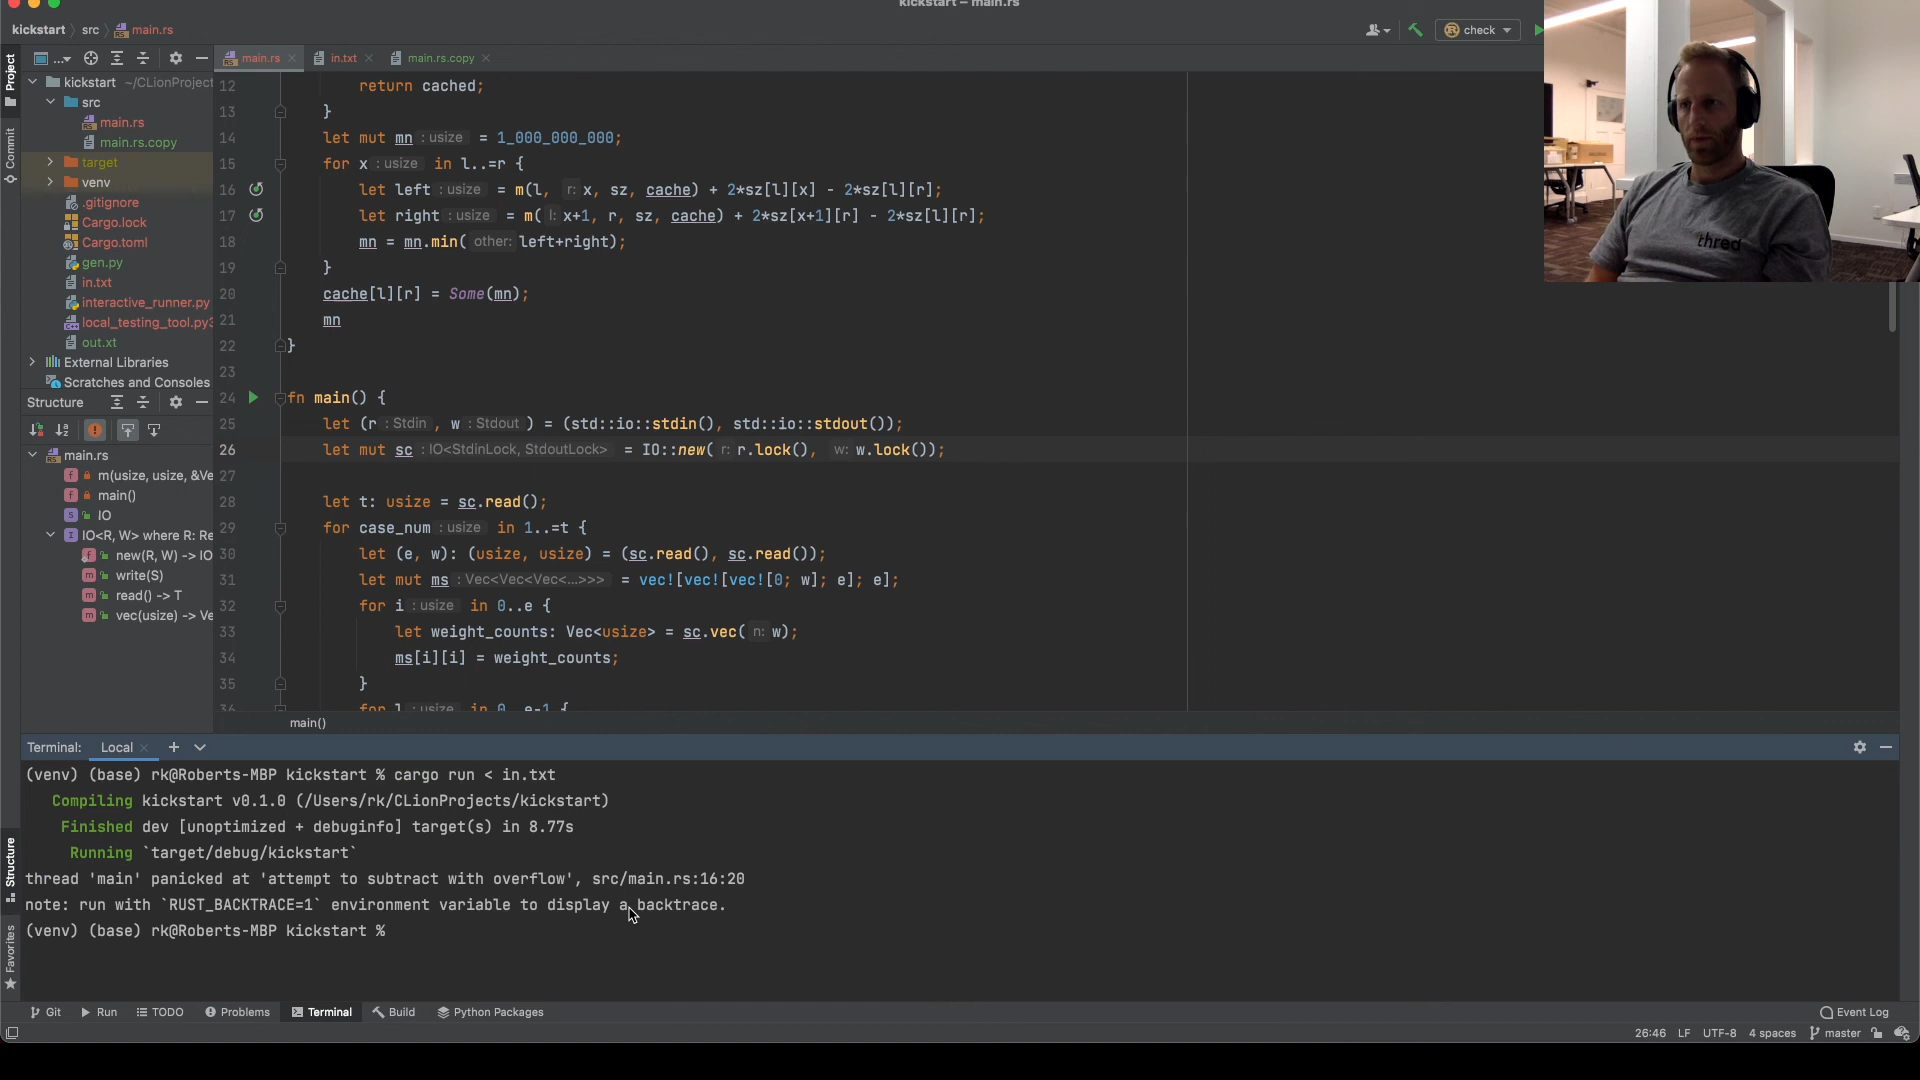 kickstart – main.rs
kickstart src main.rs
check
Project
...
main.rs in.txt main.rs.copy
kickstart ~/CLionProject
src
main.rs
main.rs.copy
target
venv
.gitignore
Cargo.lock
Cargo.toml
gen.py
in.txt
interactive_runner.py
local_testing_tool.py3
out.xt
External Libraries
Scratches and Consoles
Commit
Structure
main.rs
m(usize, usize, &Ve
main()
IO
IO<R, W> where R: Re
new(R, W) -> IO
write(S)
read() -> T
vec(usize) -> Ve
12 return cached;
13 }
14 let mut mn : usize = 1_000_000_000;
15 for x : usize in l..=r {
16 let left : usize = m(l, r: x, sz, cache) + 2*sz[l][x] - 2*sz[l][r];
17 let right : usize = m( l: x+1, r, sz, cache) + 2*sz[x+1][r] - 2*sz[l][r];
18 mn = mn.min( other: left+right);
19 }
20 cache[l][r] = Some(mn);
21 mn
22 }
23
24 fn main() {
25 let (r : Stdin , w : Stdout ) = (std::io::stdin(), std::io::stdout());
26 let mut sc : IO<StdinLock, StdoutLock> = IO::new( r: r.lock(), w: w.lock());
27
28 let t: usize = sc.read();
29 for case_num : usize in 1..=t {
30 let (e, w): (usize, usize) = (sc.read(), sc.read());
31 let mut ms : Vec<Vec<Vec<...>>> = vec![vec![vec![0; w]; e]; e];
32 for i : usize in 0..e {
33 let weight_counts: Vec<usize> = sc.vec( n: w);
34 ms[i][i] = weight_counts;
35 }
36 for l : usize in 0..e-1 {
main()
thred
Terminal: Local
(venv) (base) rk@Roberts-MBP kickstart % cargo run < in.txt
Compiling kickstart v0.1.0 (/Users/rk/CLionProjects/kickstart)
Finished dev [unoptimized + debuginfo] target(s) in 8.77s
Running `target/debug/kickstart`
thread 'main' panicked at 'attempt to subtract with overflow', src/main.rs:16:20
note: run with `RUST_BACKTRACE=1` environment variable to display a backtrace.
(venv) (base) rk@Roberts-MBP kickstart %
Structure
Favorites
Git Run TODO Problems Terminal Build Python Packages Event Log
26:46 LF UTF-8 4 spaces master